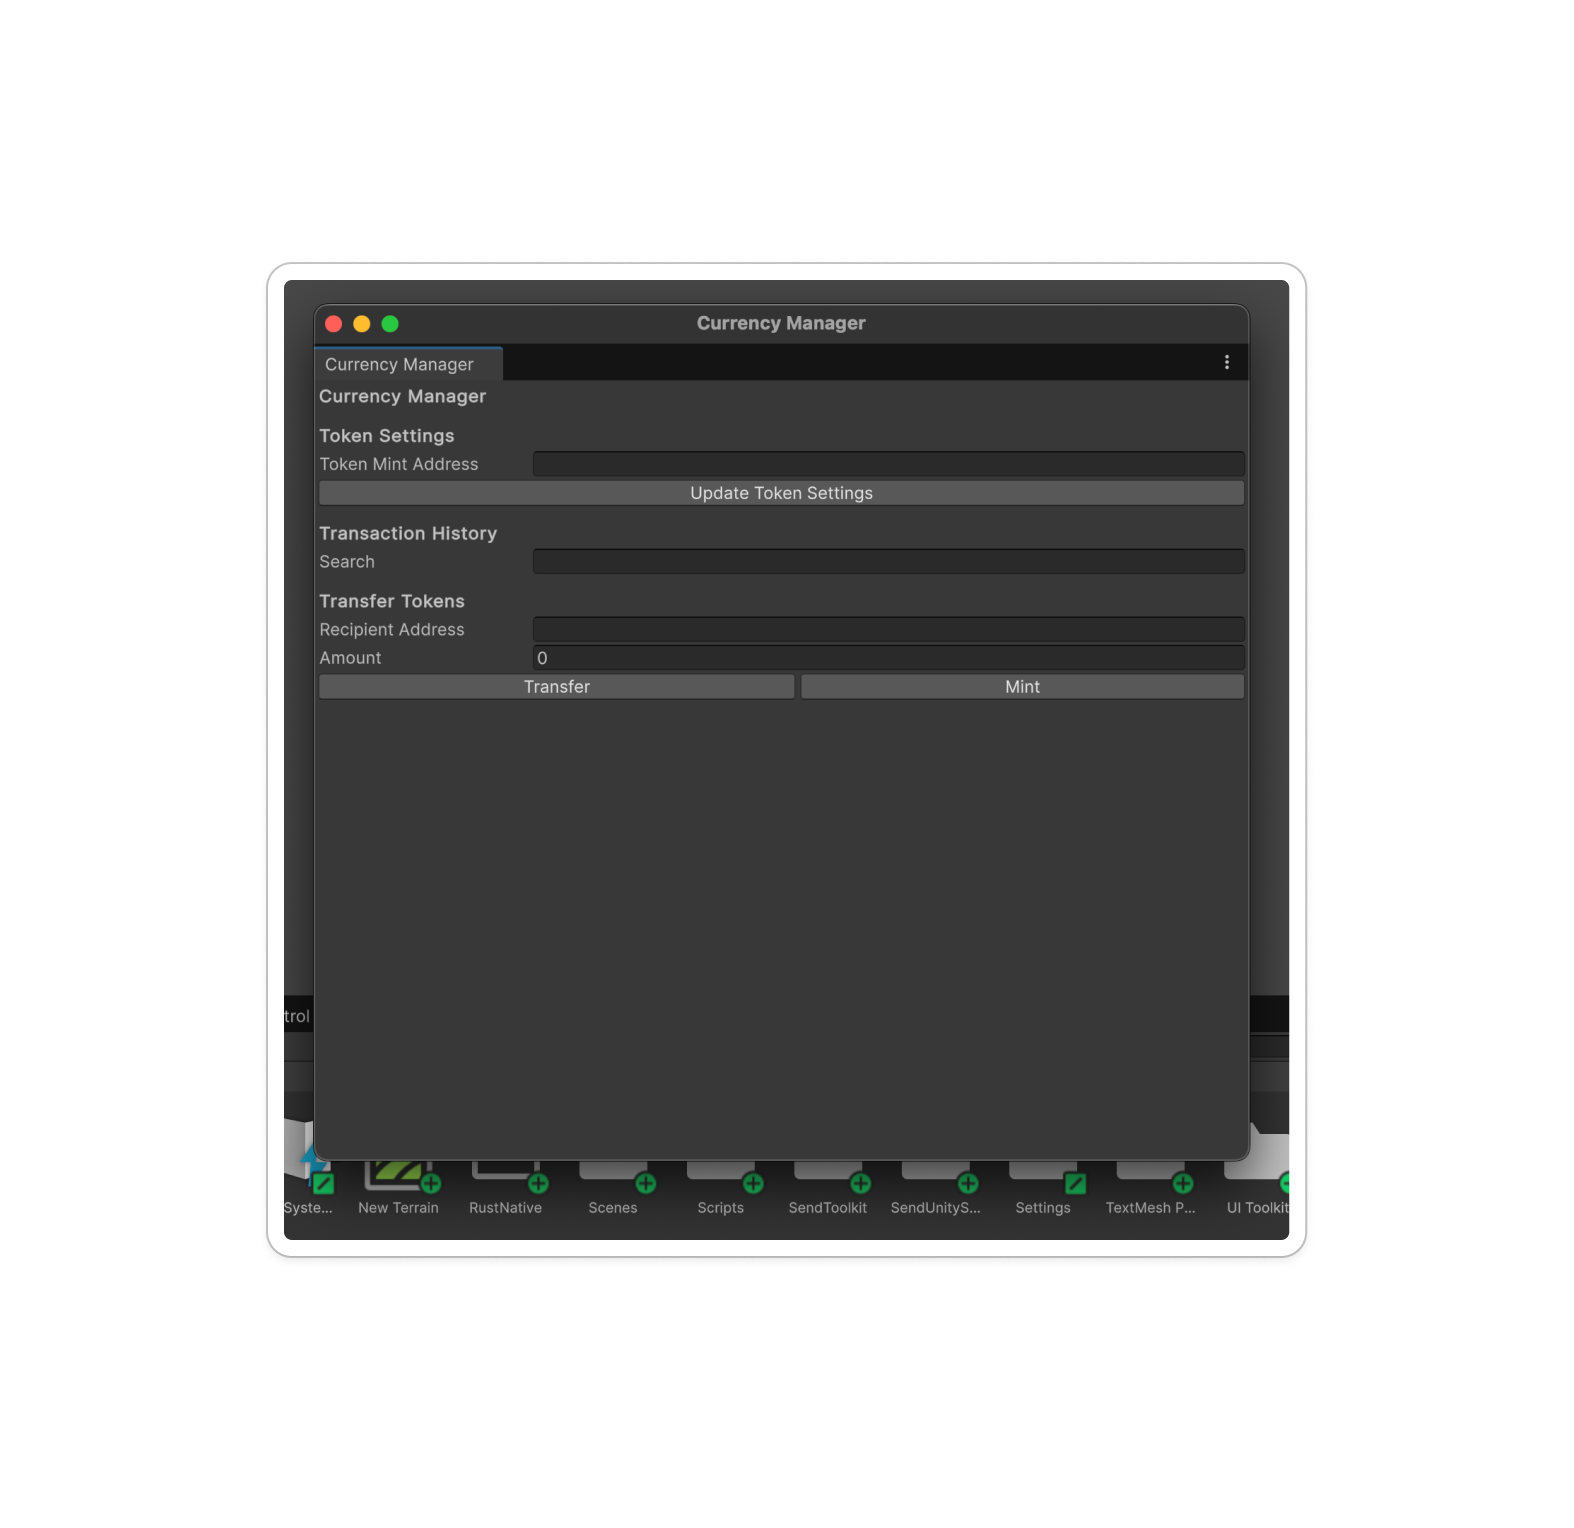 Currency Manager
Currency Manager
Currency Manager
Token Settings
Token Mint Address
Update Token Settings
Transaction History
Search
Transfer Tokens
Recipient Address
Amount 0
Transfer Mint
trol
Syste... New Terrain RustNative Scenes Scripts SendToolkit SendUnityS... Settings TextMesh P... UI Toolkit